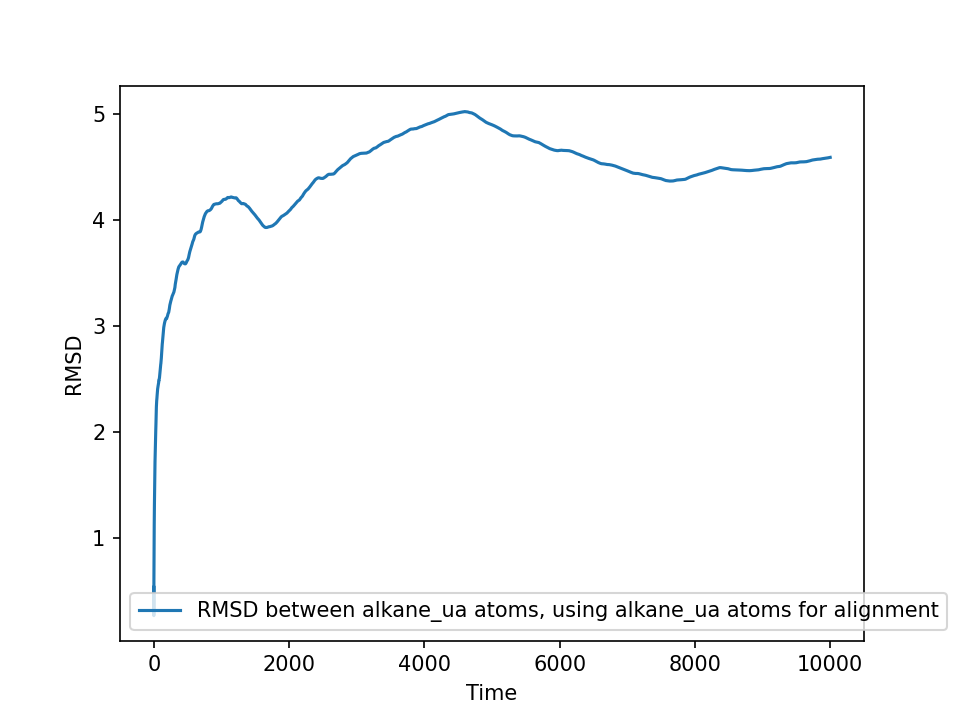 5
4
3
2
1
RMSD
RMSD between alkane_ua atoms, using alkane_ua atoms for alignment
0 2000 4000 6000 8000 10000
Time